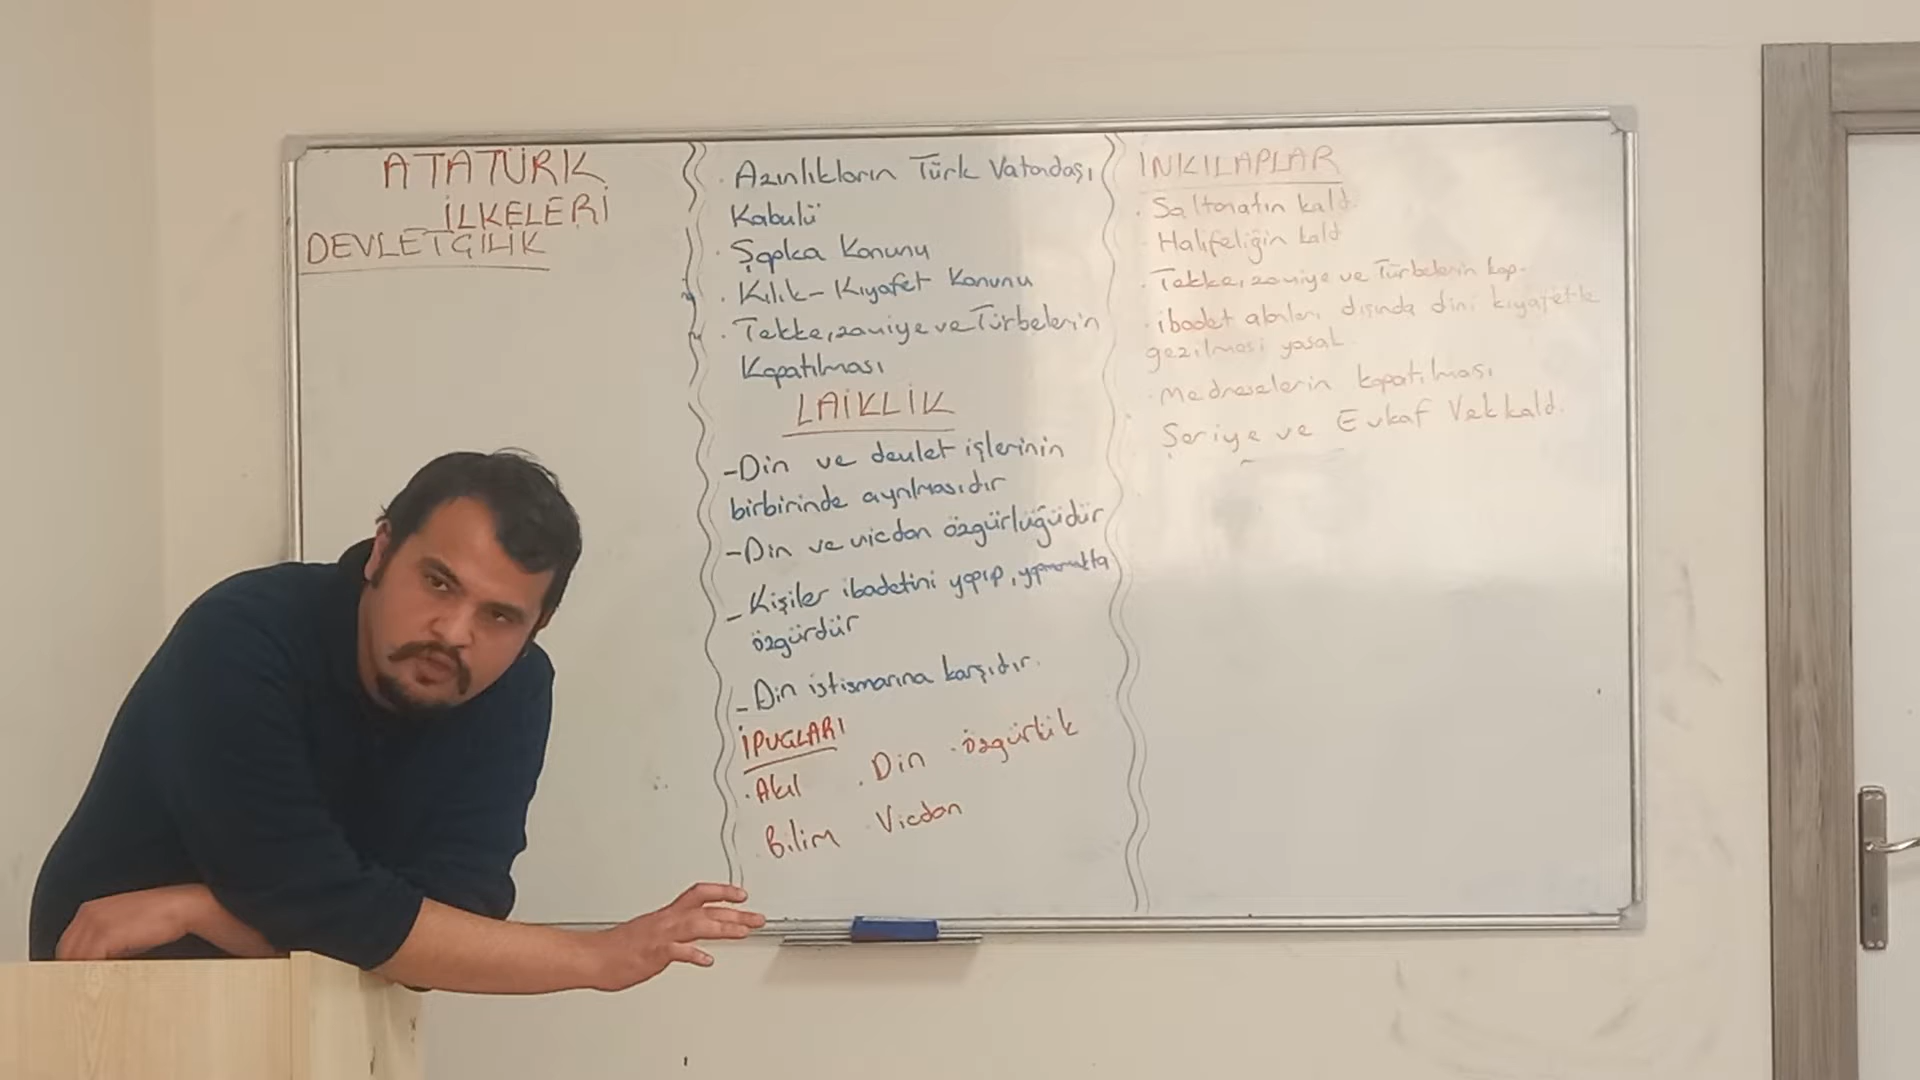 ATATÜRK
İLKELERİ
DEVLETÇİLİK
. Azınlıkların Türk Vatandaşı
Kabulü
. Şapka Kanunu
. Kılık-Kıyafet Kanunu
. Tekke, zaviye ve Türbelerin
Kapatılması
LAİKLİK
-Din ve devlet işlerinin
birbirinde ayrılmasıdır
-Din ve vicdan özgürlüğüdür
- Kişiler ibadetini yapıp, yapmamakta
özgürdür
- Din istismarına karşıdır.
İPUÇLARI
. Akıl . Din . özgürlük
. Bilim Vicdan
INKILAPLAR
. Saltanatın kald.
. Halifeliğin kald
. Tekke, zaviye ve Türbelerin kap.
. ibadet alanları dışında dini kıyafetle
gezilmesi yasak.
. Medreselerin kapatılması
Şeriye ve Evkaf Vek kald.